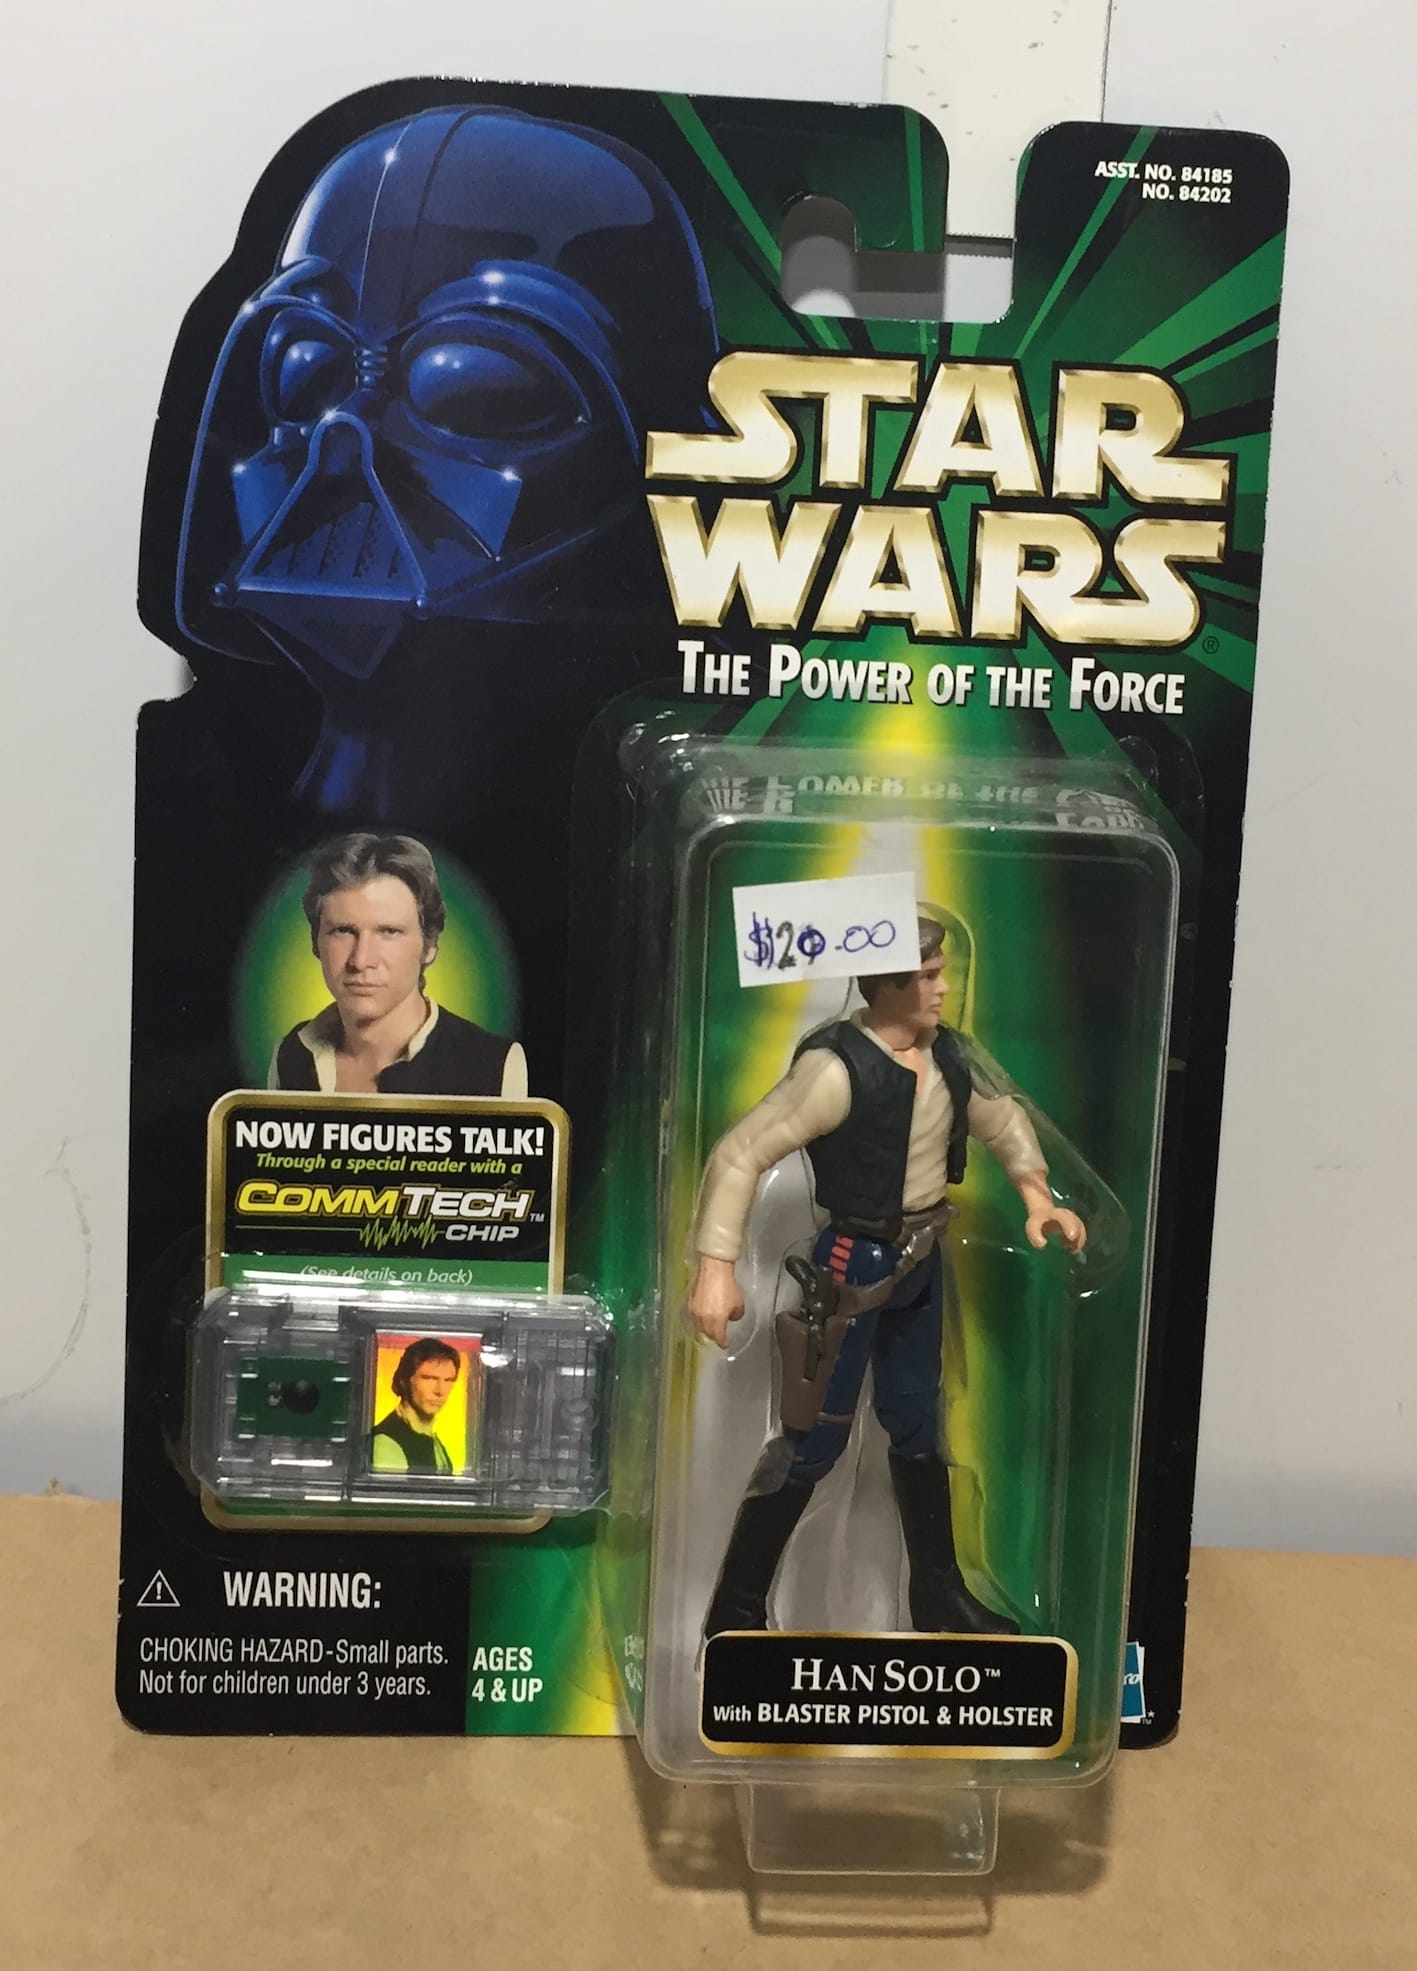 ASST. NO. 84185
NO. 84202
STAR
WARS®
THE POWER OF THE FORCE
$20.00
NOW FIGURES TALK!
Through a special reader with a
COMMTECH™
CHIP
(See details on back)
WARNING:
CHOKING HAZARD-Small parts.
Not for children under 3 years.
AGES
4 & UP
HAN SOLO™
With BLASTER PISTOL & HOLSTER